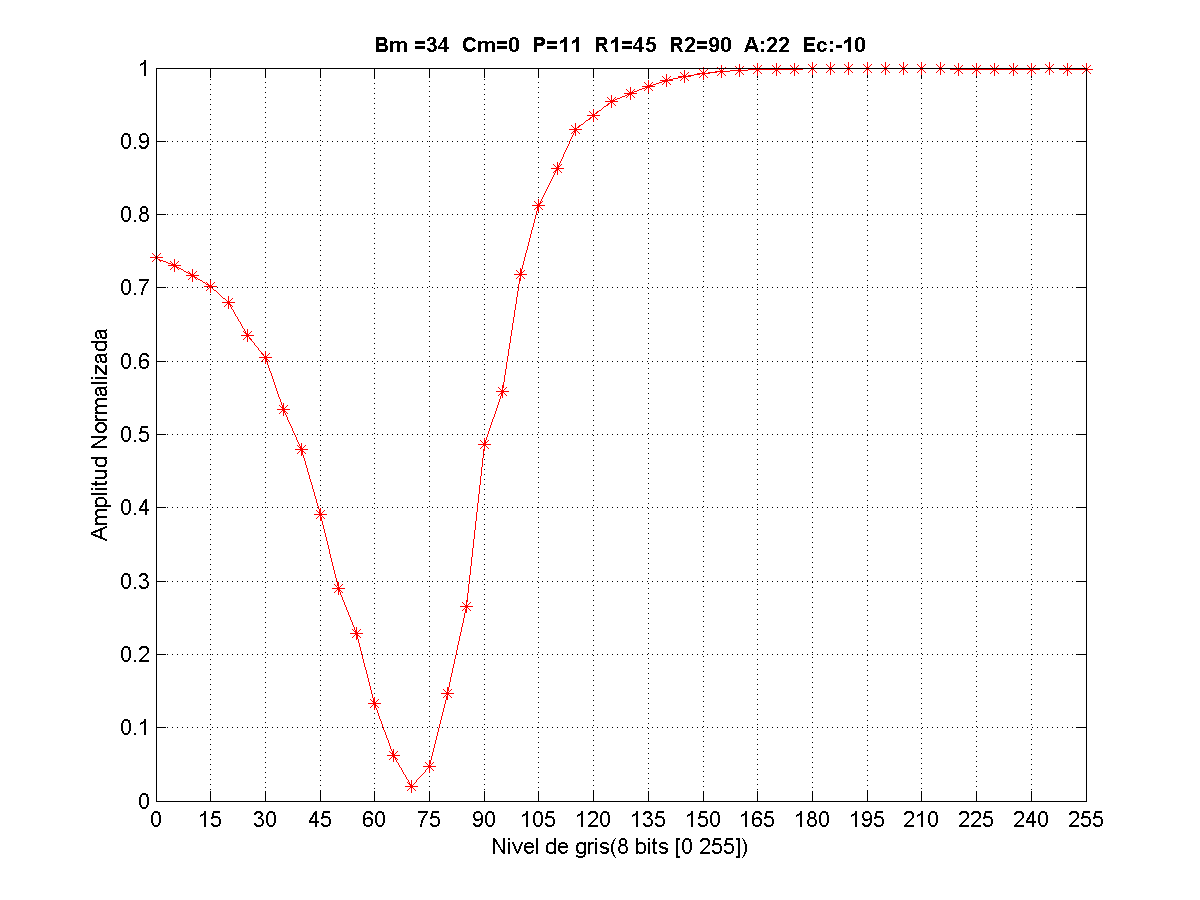 Bm =34 Cm=0 P=11 R1=45 R2=90 A:22 Ec:-10
1
0.9
0.8
0.7
0.6
0.5
0.4
0.3
0.2
0.1
0
Amplitud Normalizada
0 15 30 45 60 75 90 105 120 135 150 165 180 195 210 225 240 255
Nivel de gris(8 bits [0 255])